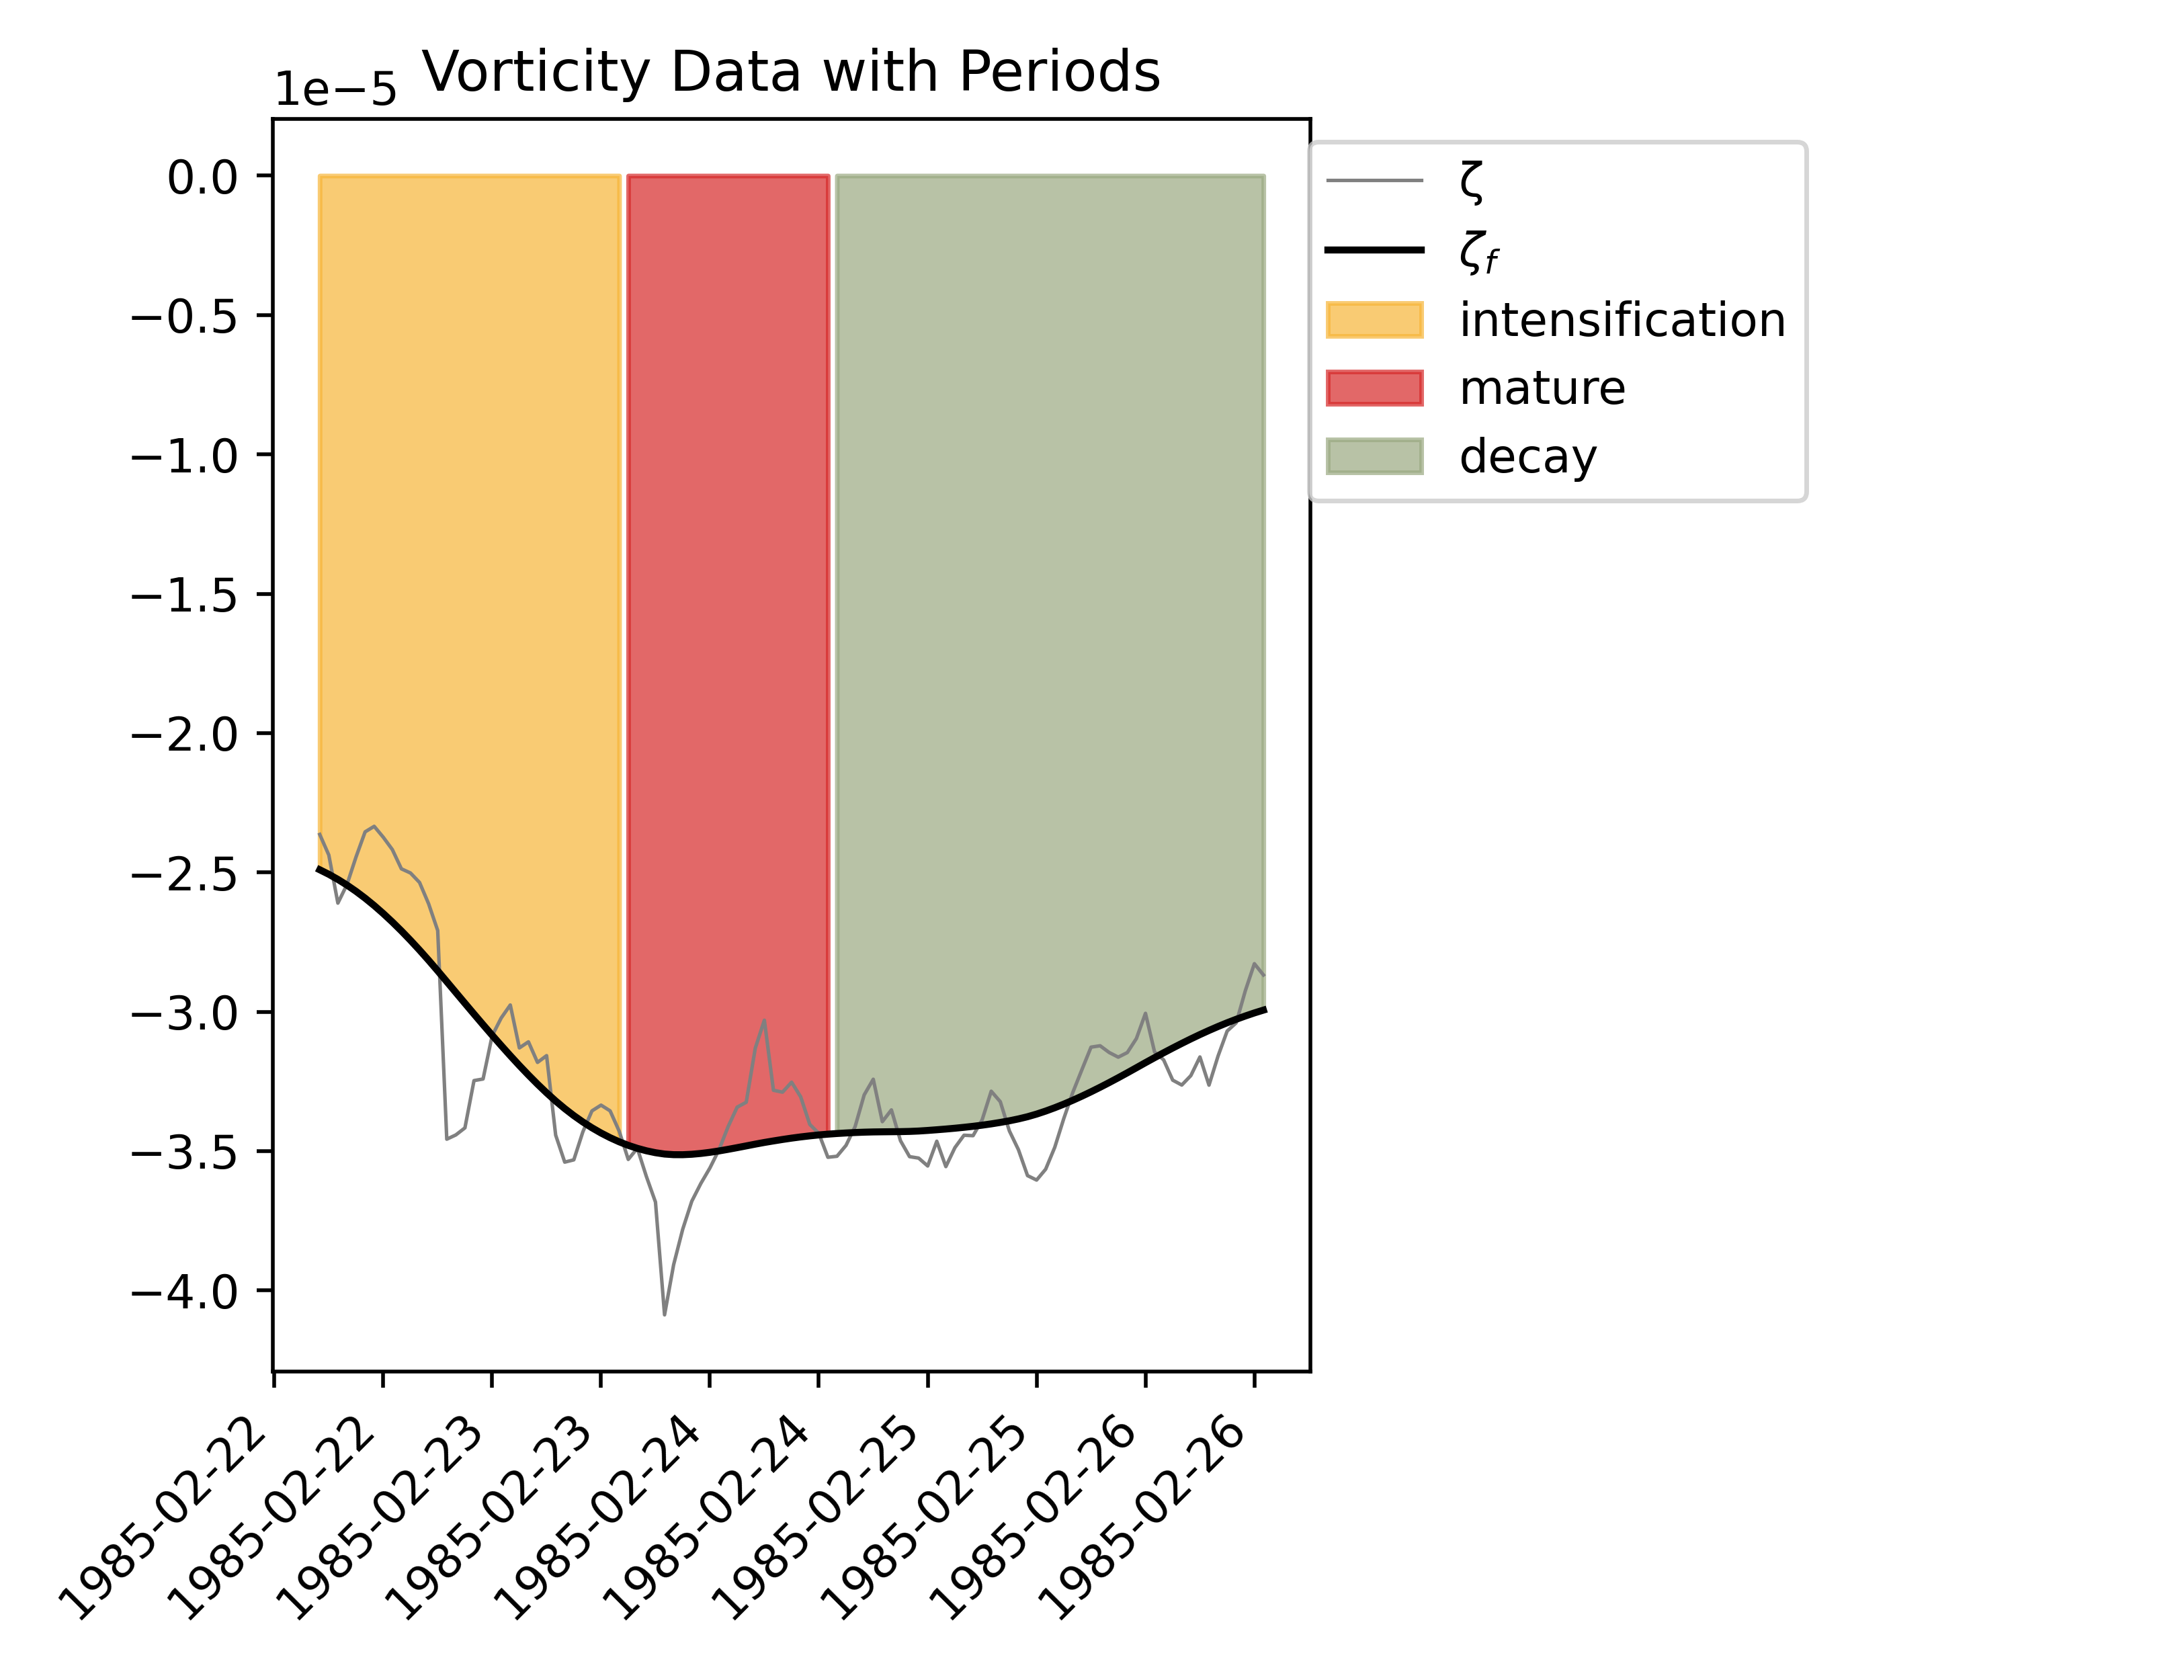 Vorticity Data with Periods
1e−5
0.0
−0.5
−1.0
−1.5
−2.0
−2.5
−3.0
−3.5
−4.0
1985-02-22
1985-02-22
1985-02-23
1985-02-23
1985-02-24
1985-02-24
1985-02-25
1985-02-25
1985-02-26
1985-02-26
ζ
ζf
intensification
mature
decay